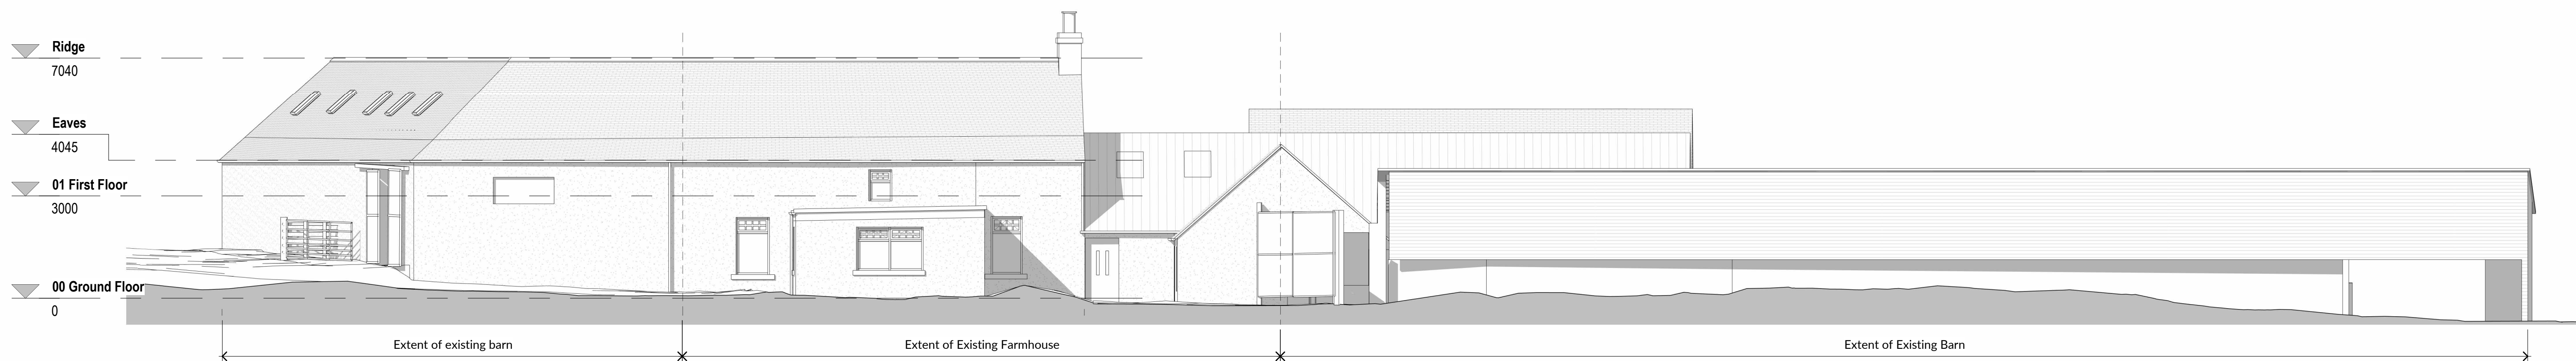 Ridge
7040
Eaves
4045
01 First Floor
3000
00 Ground Floor
0
Extent of existing barn
Extent of Existing Farmhouse
Extent of Existing Barn